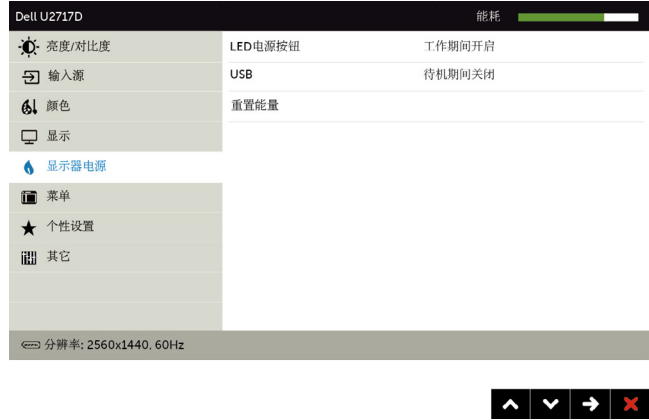 Dell U2717D 能耗
亮度/对比度 LED电源按钮 工作期间开启
输入源 USB 待机期间关闭
颜色 重置能量
显示
显示器电源
菜单
个性设置
其它
分辨率: 2560x1440, 60Hz